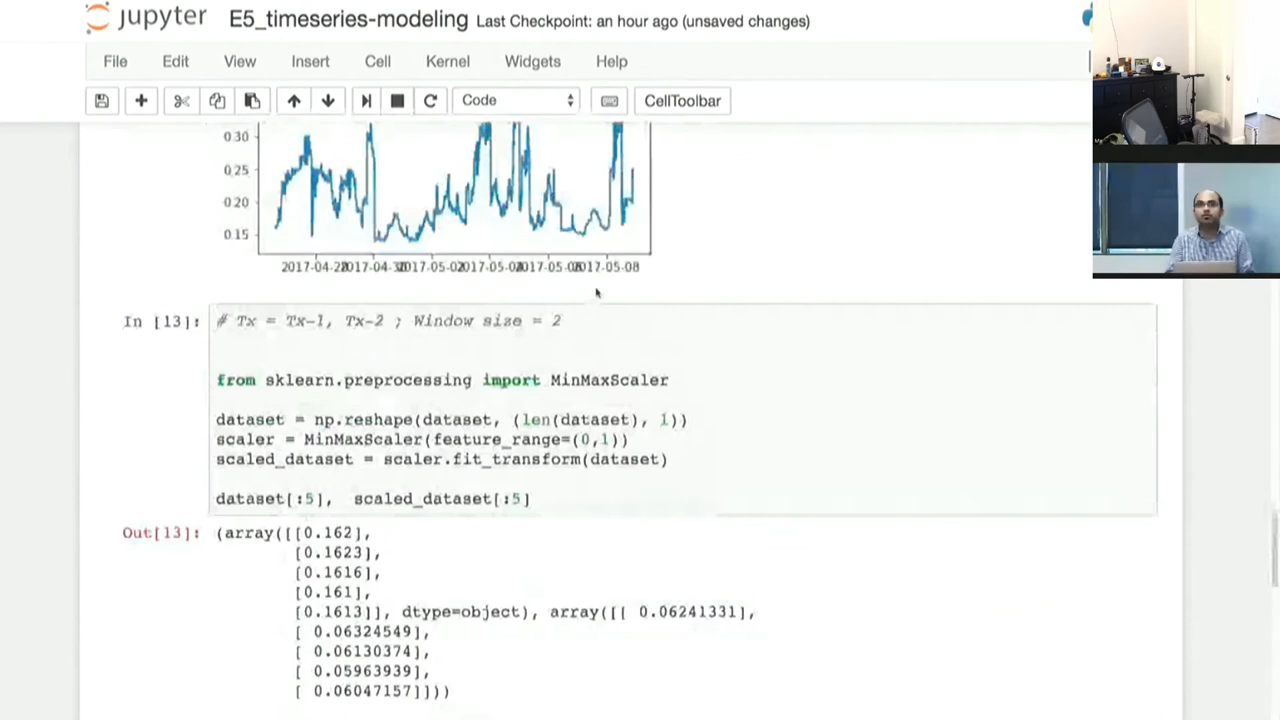 jupyter E5_timeseries-modeling Last Checkpoint: an hour ago (unsaved changes)
File Edit View Insert Cell Kernel Widgets Help
Code CellToolbar
0.30
0.25
0.20
0.15
2017-05-08
In [13]: # Tx = Tx-1, Tx-2 ; Window size = 2
from sklearn.preprocessing import MinMaxScaler
dataset = np.reshape(dataset, (len(dataset), 1))
scaler = MinMaxScaler(feature_range=(0,1))
scaled_dataset = scaler.fit_transform(dataset)
dataset[:5], scaled_dataset[:5]
Out[13]: (array([[0.162],
[0.1623],
[0.1616],
[0.161],
[0.1613]], dtype=object), array([[ 0.06241331],
[ 0.06324549],
[ 0.06130374],
[ 0.05963939],
[ 0.06047157]]))